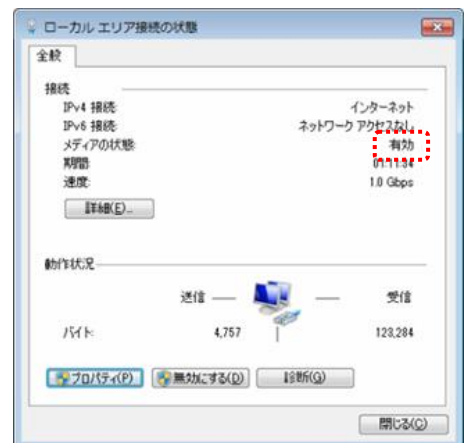 ローカル エリア接続の状態
全般
接続
IPv4 接続: インターネット
IPv6 接続: ネットワーク アクセスなし
メディアの状態: 有効
期間: 01:11:34
速度: 1.0 Gbps
詳細(E)...
動作状況
送信 — — 受信
バイト: 4,757 | 123,284
プロパティ(P) 無効にする(D) 診断(G)
閉じる(C)